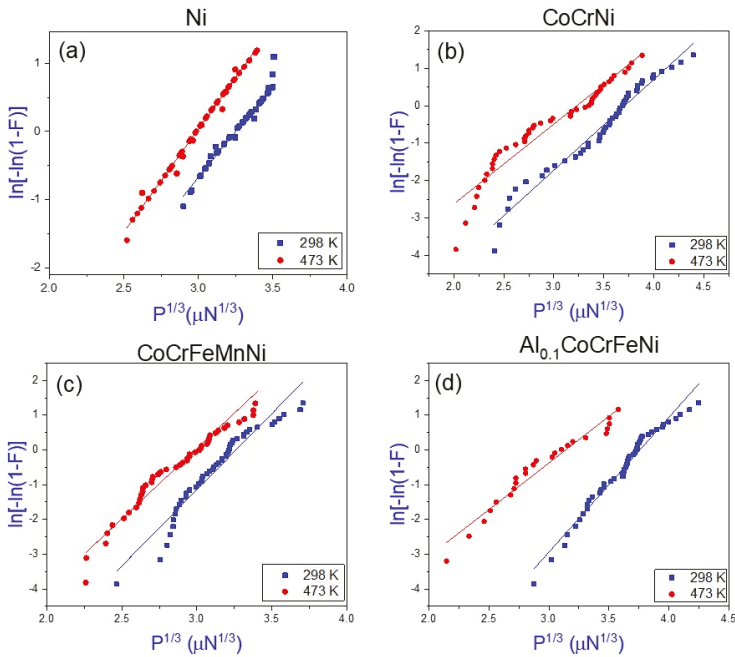 Ni
(a)
ln[-ln(1-F)]
1
0
-1
-2
2.0
2.5
3.0
3.5
4.0
P1/3(μN1/3)
298 K
473 K
CoCrNi
(b)
ln[-ln(1-F)
2
1
0
-1
-2
-3
-4
2.0
2.5
3.0
3.5
4.0
4.5
P1/3 (μN1/3)
298 K
473 K
CoCrFeMnNi
(c)
ln[-ln(1-F)]
2
1
0
-1
-2
-3
-4
2.0
2.5
3.0
3.5
4.0
P1/3 (μN1/3)
298 K
473 K
Al0.1CoCrFeNi
(d)
ln[-ln(1-F)
2
1
0
-1
-2
-3
-4
2.0
2.5
3.0
3.5
4.0
4.5
P1/3 (μN1/3)
298 K
473 K